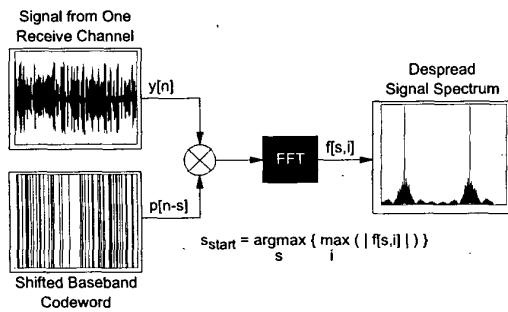 Signal from One
Receive Channel
y[n]
Despread
Signal Spectrum
FFT
f[s,i]
p[n-s]
s_start = argmax { max ( | f[s,i] | ) }
s i
Shifted Baseband
Codeword